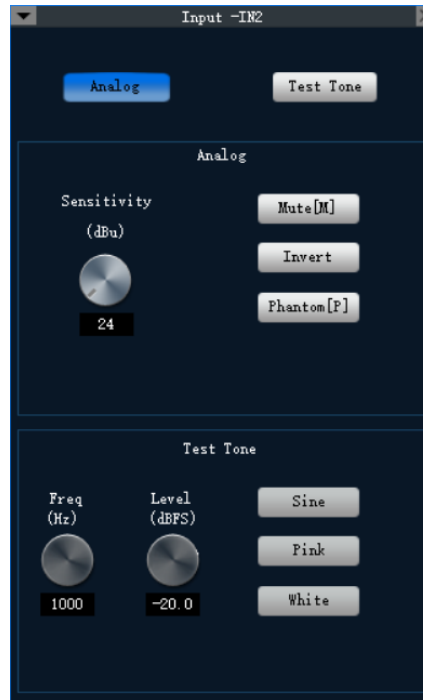 Input -IN2
Analog
Test Tone
Analog
Sensitivity
(dBu)
24
Mute[M]
Invert
Phantom[P]
Test Tone
Freq
(Hz)
1000
Level
(dBFS)
-20.0
Sine
Pink
White